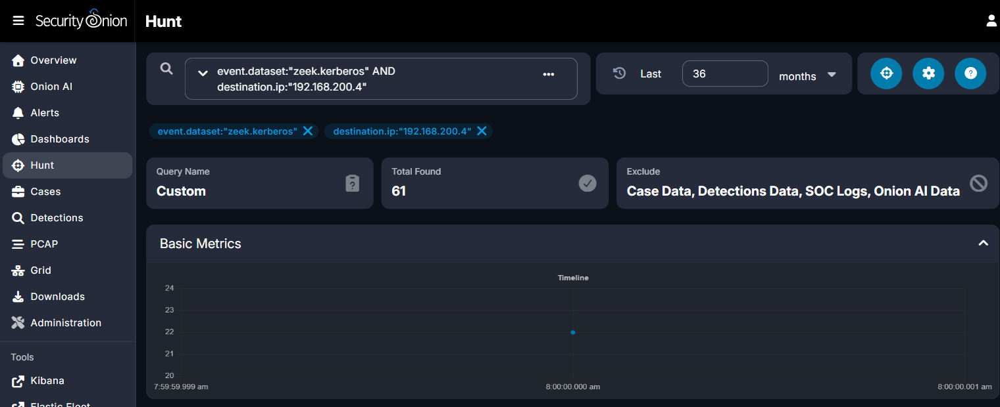 Security Onion
Hunt
Overview
Onion AI
Alerts
Dashboards
Hunt
Cases
Detections
PCAP
Grid
Downloads
Administration
Tools
Kibana
Elastic Fleet
event.dataset:"zeek.kerberos" AND
destination.ip:"192.168.200.4"
Last
36
months
event.dataset:"zeek.kerberos"
destination.ip:"192.168.200.4"
Query Name
Custom
Total Found
61
Exclude
Case Data, Detections Data, SOC Logs, Onion AI Data
Basic Metrics
Timeline
24
23
22
21
20
7:59:59.999 am
8:00:00.000 am
8:00:00.001 am